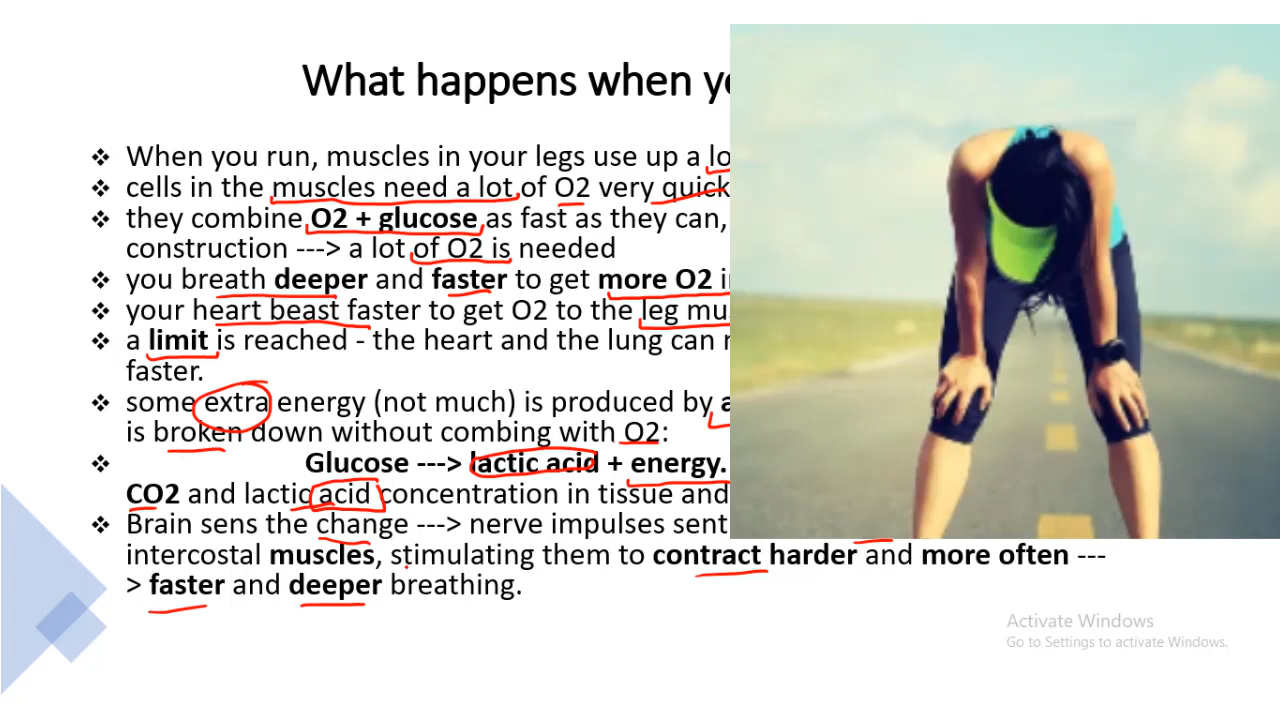 What happens when y
When you run, muscles in your legs use up a lo
cells in the muscles need a lot of O2 very quick
they combine O2 + glucose as fast as they can,
construction ---> a lot of O2 is needed
you breath deeper and faster to get more O2 i
your heart beast faster to get O2 to the leg mu
a limit is reached - the heart and the lung can
faster.
some extra energy (not much) is produced by a
is broken down without combing with O2:
Glucose ---> lactic acid + energy.
CO2 and lactic acid concentration in tissue and
Brain sens the change ---> nerve impulses sent
intercostal muscles, stimulating them to contract harder and more often ---
> faster and deeper breathing.
Activate Windows
Go to Settings to activate Windows.